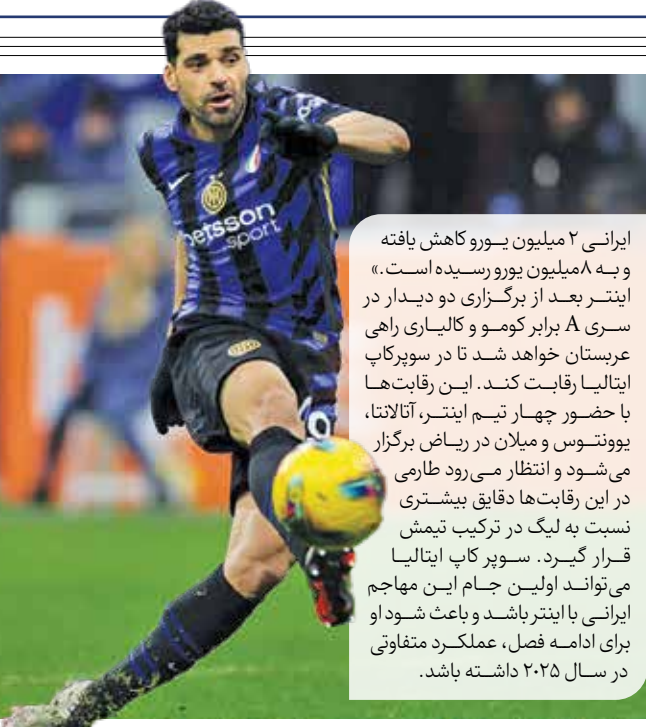 ایرانی ۲ میلیون یورو کاهش یافته
و به ۸میلیون یورو رسیده است.»
اینتر بعد از برگزاری دو دیدار در
سری A برابر کومو و کالیاری راهی
عربستان خواهد شد تا در سوپرکاپ
ایتالیا رقابت کند. این رقابت‌ها
با حضور چهار تیم اینتر، آتالانتا،
یوونتوس و میلان در ریاض برگزار
می‌شود و انتظار می‌رود طارمی
در این رقابت‌ها دقایق بیشتری
نسبت به لیگ در ترکیب تیمش
قرار گیرد. سوپر کاپ ایتالیا
می‌تواند اولین جام این مهاجم
ایرانی با اینتر باشد و باعث شود او
برای ادامه فصل، عملکرد متفاوتی
در سال ۲۰۲۵ داشته باشد.
betsson
sport